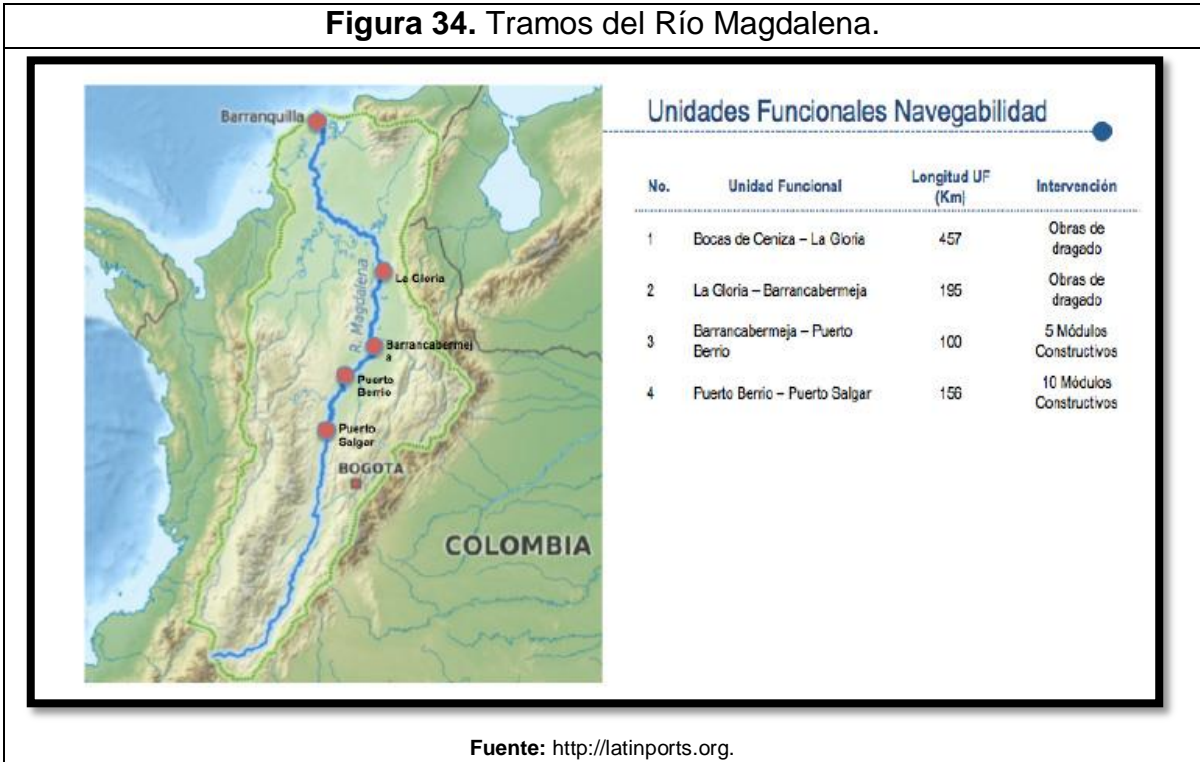 Figura 34. Tramos del Río Magdalena.
Barranquilla
La Gloria
R. Magdalena
Barrancabermej
a
Puerto
Berrio
Puerto
Salgar
BOGOTA
COLOMBIA
Unidades Funcionales Navegabilidad
No. Unidad Funcional Longitud UF (Km) Intervención
1 Bocas de Ceniza – La Gloria 457 Obras de dragado
2 La Gloria – Barrancabermeja 195 Obras de dragado
3 Barrancabermeja – Puerto Berrio 100 5 Módulos Constructivos
4 Puerto Berrio – Puerto Salgar 156 10 Módulos Constructivos
Fuente: http://latinports.org.